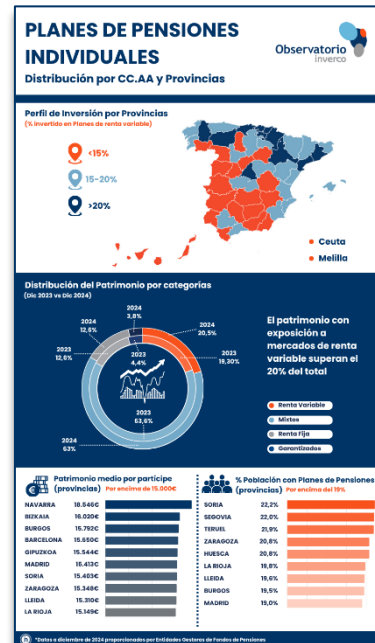 PLANES DE PENSIONES
INDIVIDUALES
Distribución por CC.AA y Provincias
Observatorio
inverco
Perfil de Inversión por Provincias
(% invertido en Planes de renta variable)
<15%
15-20%
>20%
Ceuta
Melilla
Distribución del Patrimonio por categorías
(Dic 2023 vs Dic 2024)
2024
3,8%
2024
12,6%
2024
20,5%
2023
12,6%
2023
4,4%
2023
19,30%
2023
63,6%
2024
63%
El patrimonio con
exposición a
mercados de renta
variable superan el
20% del total
Renta Variable
Mixtos
Renta Fija
Garantizados
Patrimonio medio por partícipe
(provincias) Por encima de 15.000€
NAVARRA 18.546€
BIZKAIA 16.020€
BURGOS 15.792€
BARCELONA 15.650€
GIPUZKOA 15.544€
MADRID 16.413€
SORIA 15.403€
ZARAGOZA 15.348€
LLEIDA 15.310€
LA RIOJA 15.149€
% Población con Planes de Pensiones
(provincias) Por encima del 19%
SORIA 22,2%
SEGOVIA 22,0%
TERUEL 21,9%
ZARAGOZA 20,8%
HUESCA 20,8%
LA RIOJA 19,8%
LLEIDA 19,6%
BURGOS 19,5%
MADRID 19,0%
*Datos a diciembre de 2024 proporcionados por Entidades Gestoras de Fondos de Pensiones